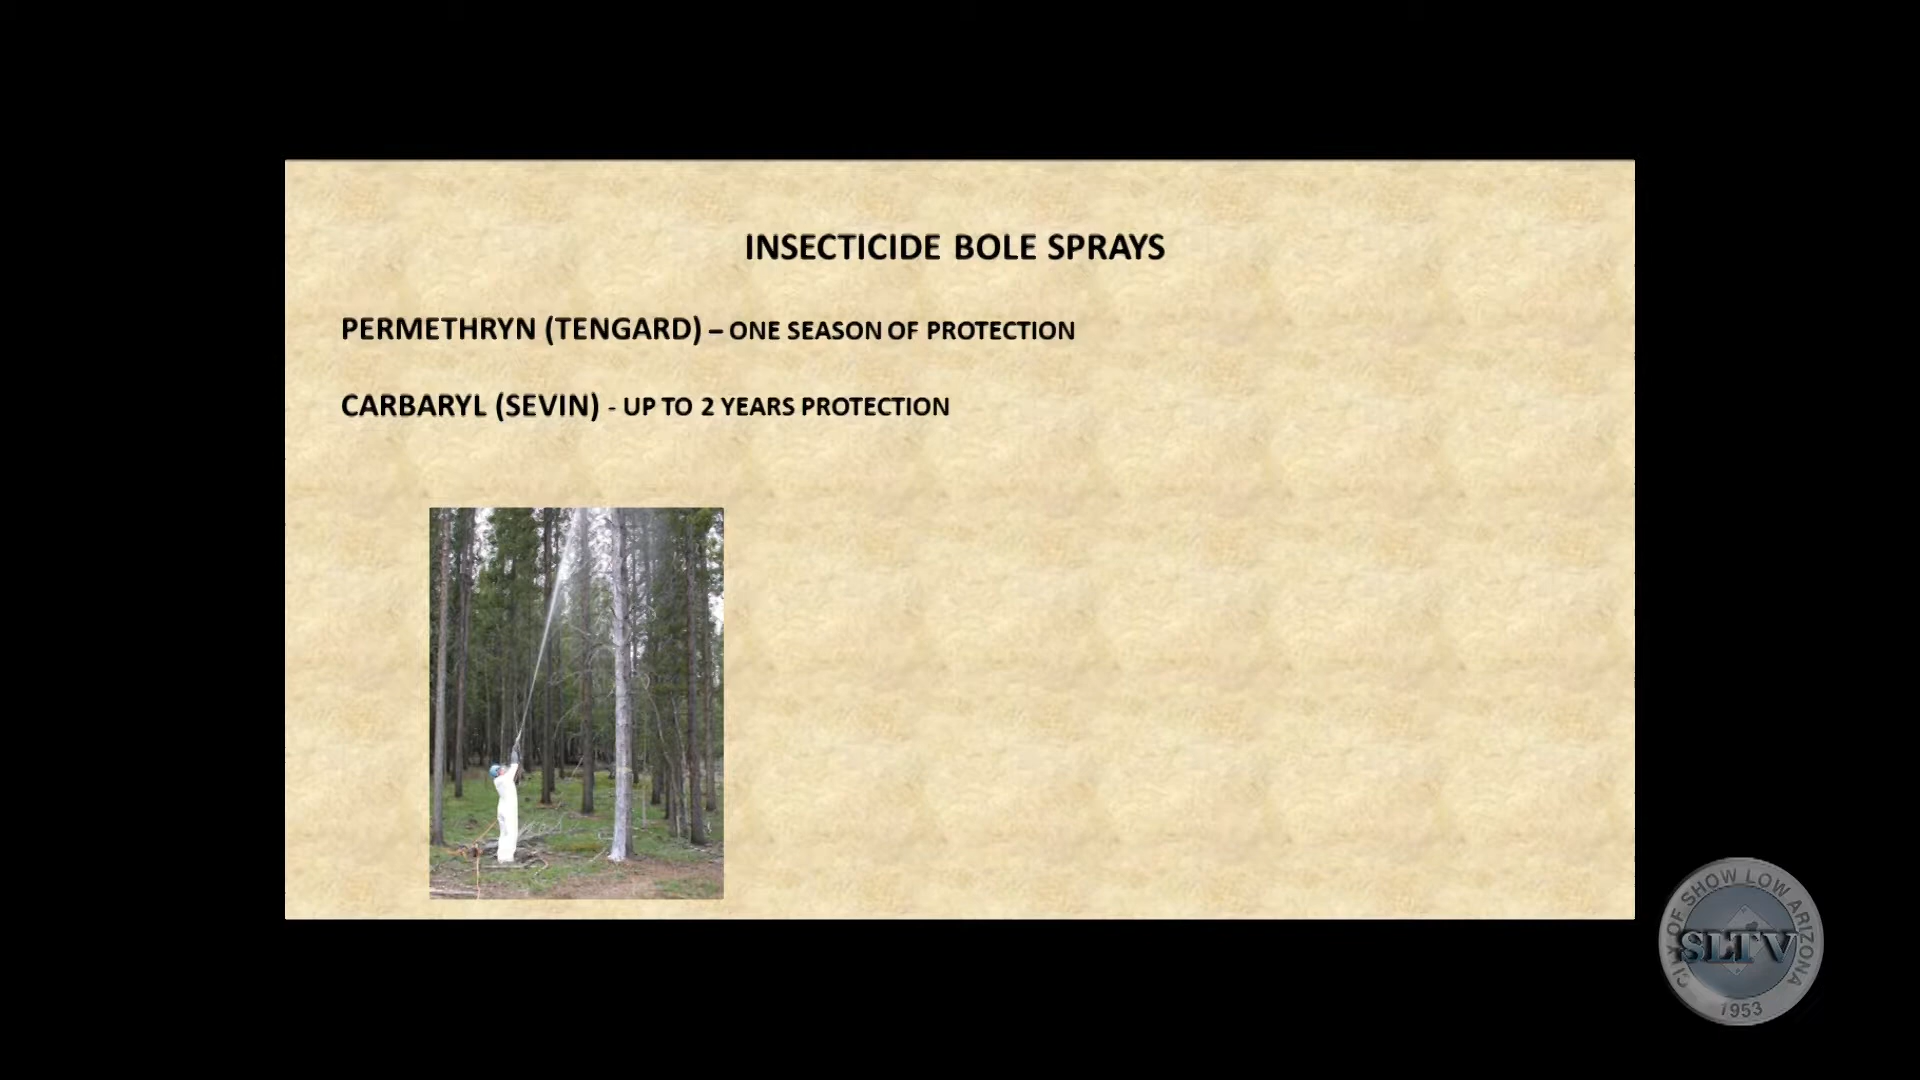 INSECTICIDE BOLE SPRAYS
PERMETHRYN (TENGARD) – ONE SEASON OF PROTECTION
CARBARYL (SEVIN) - UP TO 2 YEARS PROTECTION
CITY OF SHOW LOW ARIZONA
SLTV
1953